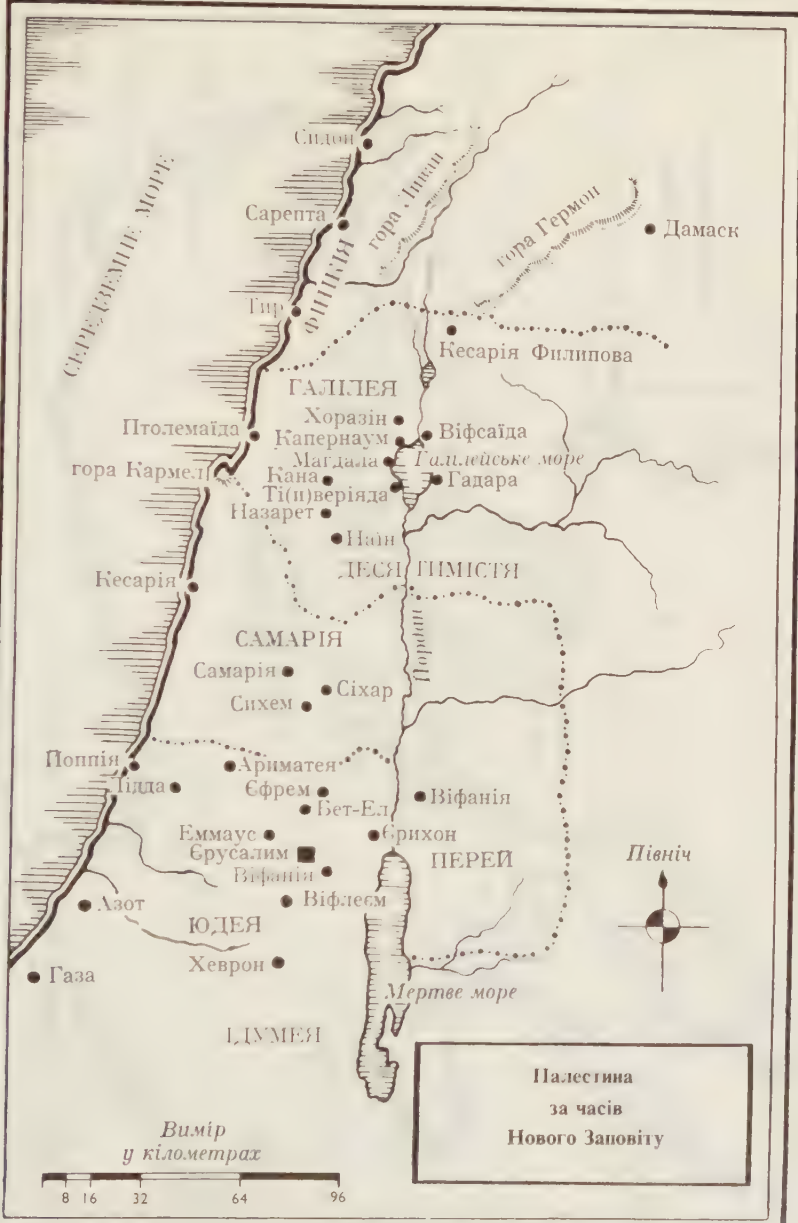 Сидон
гора Ліван
Сарепта
гора Гермон
Дамаск
СЕРЕДЗЕМНЕ МОРЕ
ФІНІКІЯ
Тир
Кесарія Филипова
ГАЛІЛЕЯ
Хоразін
Птолемаїда
Капернаум
Віфсаїда
Магдала
Галілейське море
гора Кармел
Кана
Гадара
Ті(и)веріяда
Назарет
Наїн
ДЕСЯТИМІСТЯ
Кесарія
САМАРІЯ
Йордан
Самарія
Сіхар
Сихем
Йоппія
Ариматея
Лідда
Єфрем
Віфанія
Бет-Ел
Еммаус
Єрихон
Єрусалим
ПЕРЕЙ
Північ
Віфанія
Азот
Віфлеєм
ЮДЕЯ
Хеврон
Газа
Мертве море
ІДУМЕЯ
Палестина
за часів
Нового Заповіту
Вимір
у кілометрах
8 16 32 64 96